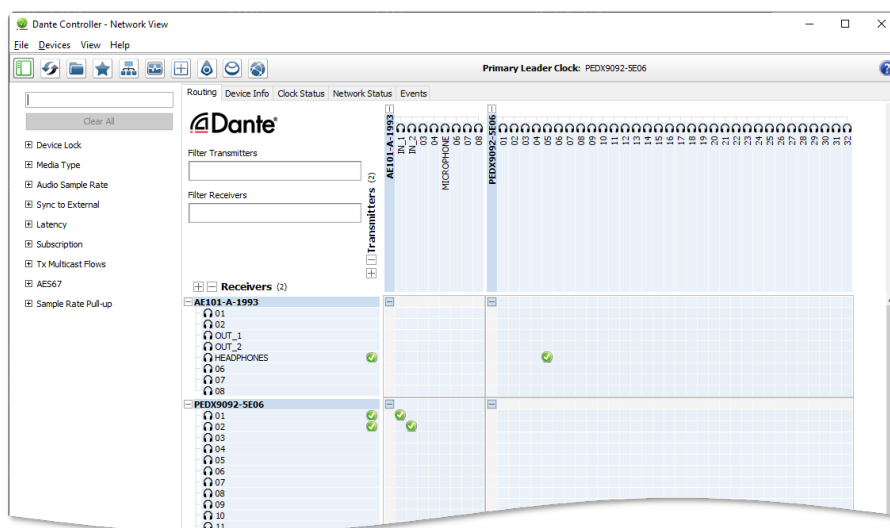 Dante Controller - Network View
File Devices View Help
Primary Leader Clock: PEDX9092-5E06
Routing Device Info Clock Status Network Status Events
Clear All
Device Lock
Media Type
Audio Sample Rate
Sync to External
Latency
Subscription
Tx Multicast Flows
AES67
Sample Rate Pull-up
Dante®
Filter Transmitters
Filter Receivers
Transmitters (2)
AE101-A-1993
IN_1
IN_2
03
04
MICROPHONE
06
07
08
PEDX9092-5E06
01
02
03
04
05
06
07
08
09
10
11
12
13
14
15
16
17
18
19
20
21
22
23
24
25
26
27
28
29
30
31
32
Receivers (2)
AE101-A-1993
01
02
OUT_1
OUT_2
HEADPHONES
06
07
08
PEDX9092-5E06
01
02
03
04
05
06
07
08
09
10
11